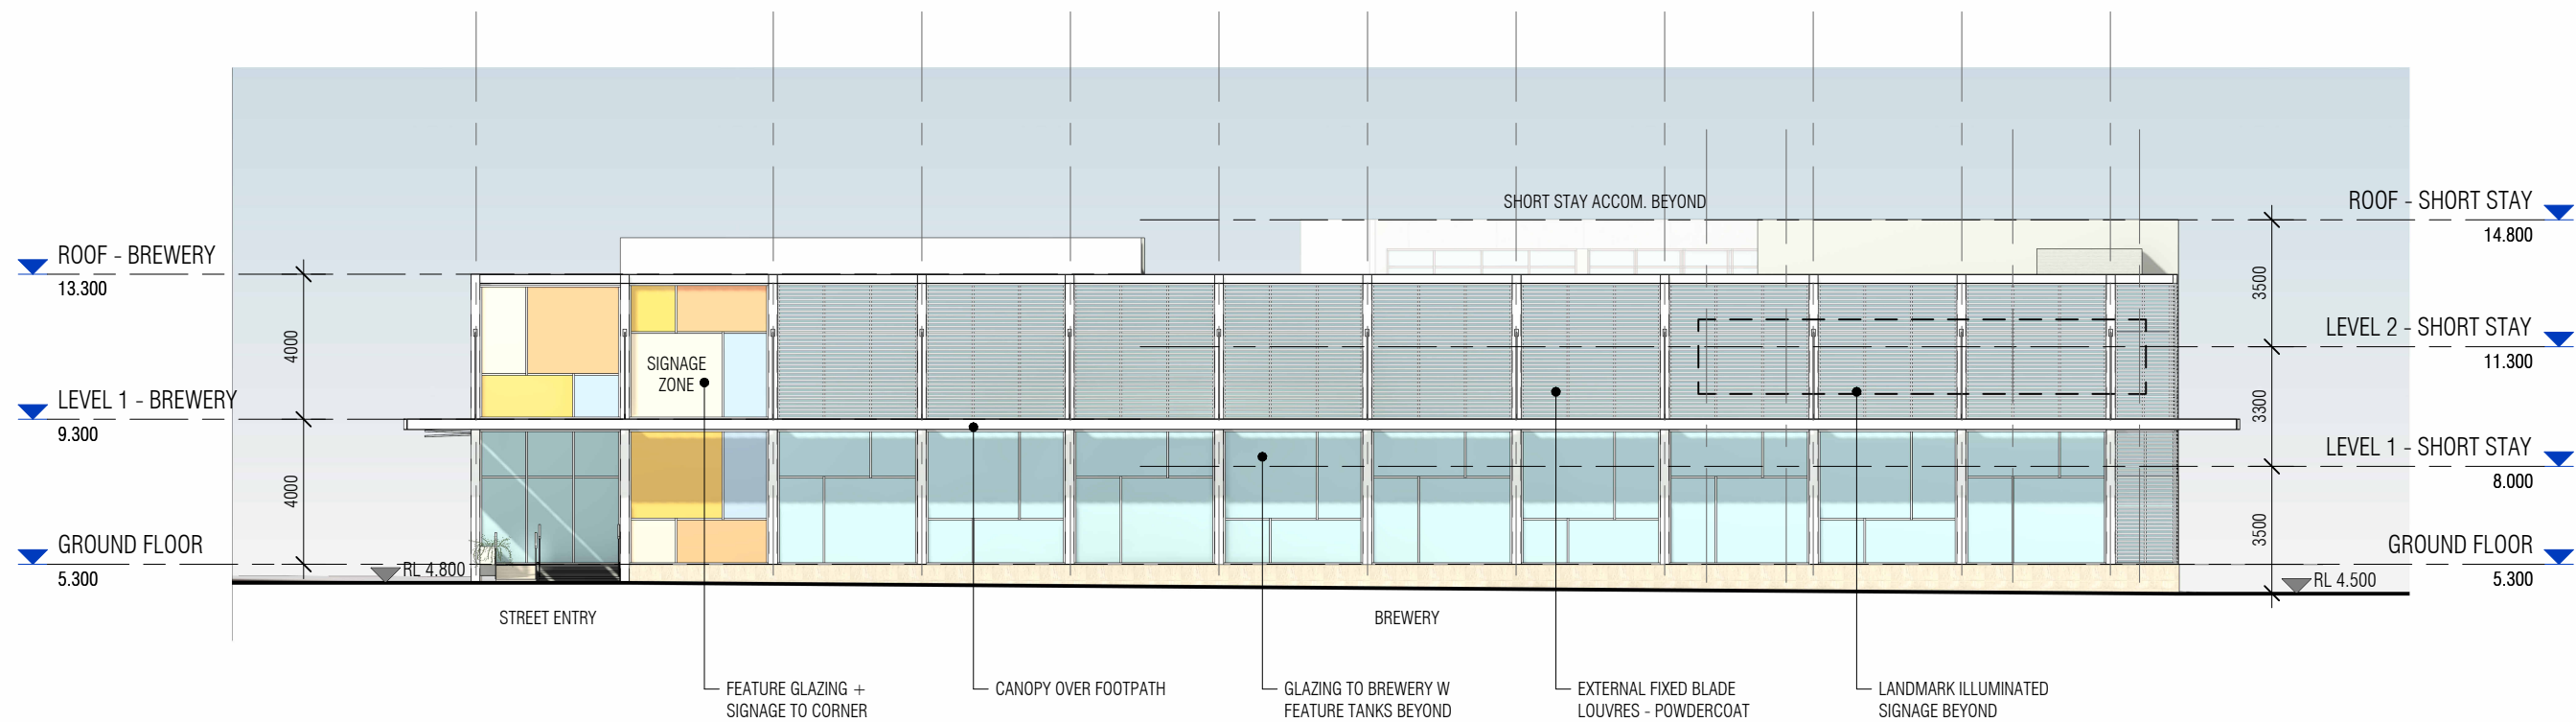 SHORT STAY ACCOM. BEYOND
ROOF - BREWERY
13.300
4000
LEVEL 1 - BREWERY
9.300
4000
GROUND FLOOR
5.300
RL 4.800
SIGNAGE
ZONE
ROOF - SHORT STAY
14.800
3500
LEVEL 2 - SHORT STAY
11.300
3300
LEVEL 1 - SHORT STAY
8.000
3500
GROUND FLOOR
5.300
RL 4.500
STREET ENTRY
BREWERY
FEATURE GLAZING +
SIGNAGE TO CORNER
CANOPY OVER FOOTPATH
GLAZING TO BREWERY W
FEATURE TANKS BEYOND
EXTERNAL FIXED BLADE
LOUVRES - POWDERCOAT
LANDMARK ILLUMINATED
SIGNAGE BEYOND